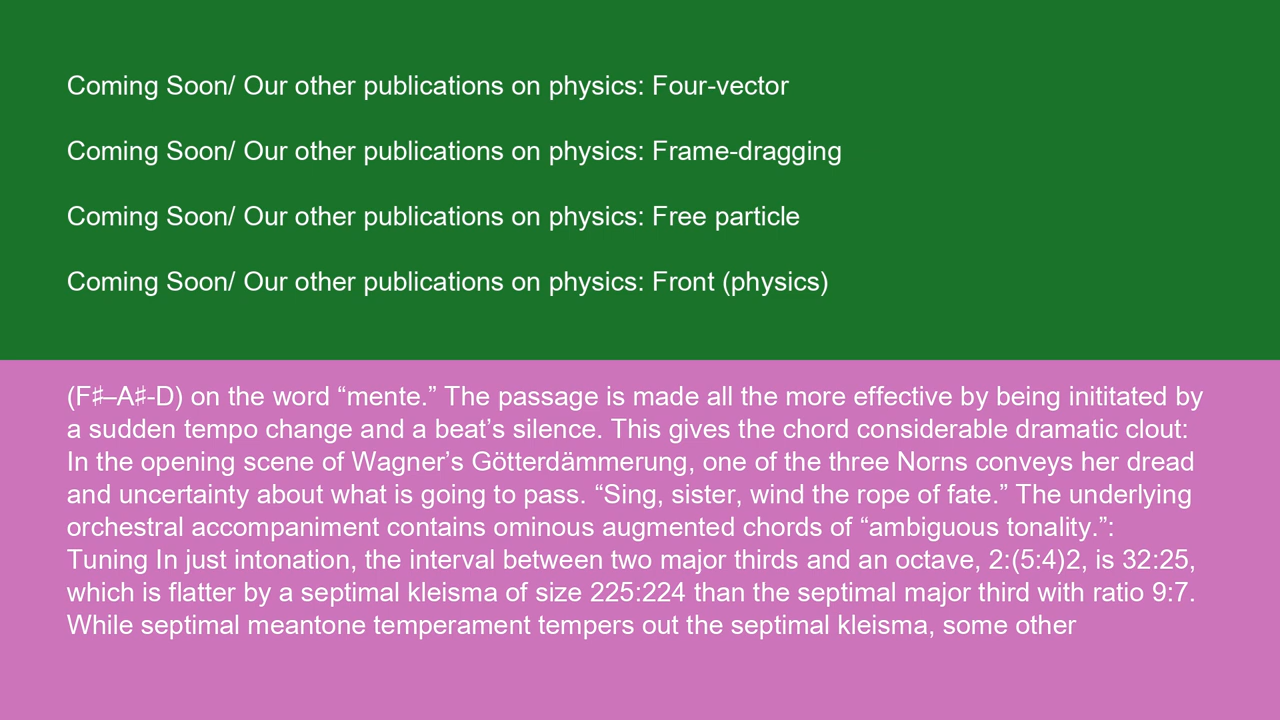 Coming Soon/ Our other publications on physics: Four-vector
Coming Soon/ Our other publications on physics: Frame-dragging
Coming Soon/ Our other publications on physics: Free particle
Coming Soon/ Our other publications on physics: Front (physics)
(F♯–A♯-D) on the word “mente.” The passage is made all the more effective by being inititated by
a sudden tempo change and a beat’s silence. This gives the chord considerable dramatic clout:
In the opening scene of Wagner’s Götterdämmerung, one of the three Norns conveys her dread
and uncertainty about what is going to pass. “Sing, sister, wind the rope of fate.” The underlying
orchestral accompaniment contains ominous augmented chords of “ambiguous tonality.”:
Tuning In just intonation, the interval between two major thirds and an octave, 2:(5:4)2, is 32:25,
which is flatter by a septimal kleisma of size 225:224 than the septimal major third with ratio 9:7.
While septimal meantone temperament tempers out the septimal kleisma, some other